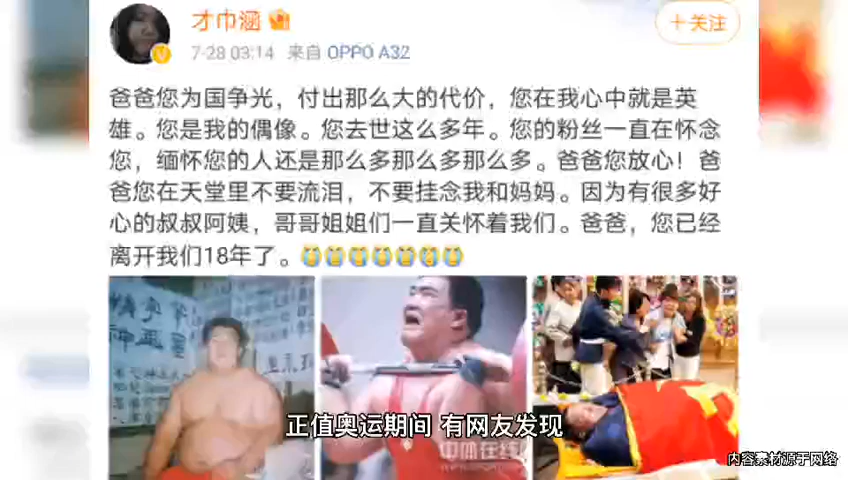 才巾涵
7-28 03:14 来自 OPPO A32
+关注
爸爸您为国争光，付出那么大的代价，您在我心中就是英
雄。您是我的偶像。您去世这么多年。您的粉丝一直在怀念
您，缅怀您的人还是那么多那么多那么多。爸爸您放心！爸
爸您在天堂里不要流泪，不要挂念我和妈妈。因为有很多好
心的叔叔阿姨，哥哥姐姐们一直关怀着我们。爸爸，您已经
离开我们18年了。😭😭😭😭😭😭😭
中体在线
正值奥运期间 有网友发现
内容素材源于网络